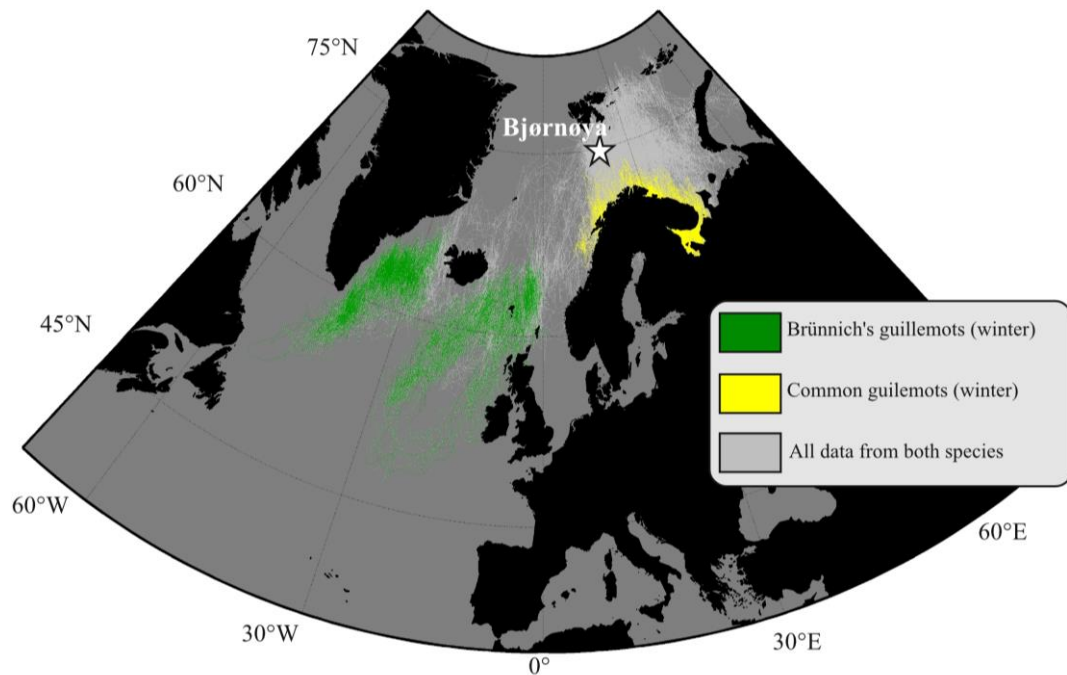 75°N
Bjørnøya
60°N
45°N
Brünnich's guillemots (winter)
Common guilemots (winter)
All data from both species
60°W
60°E
30°W
30°E
0°